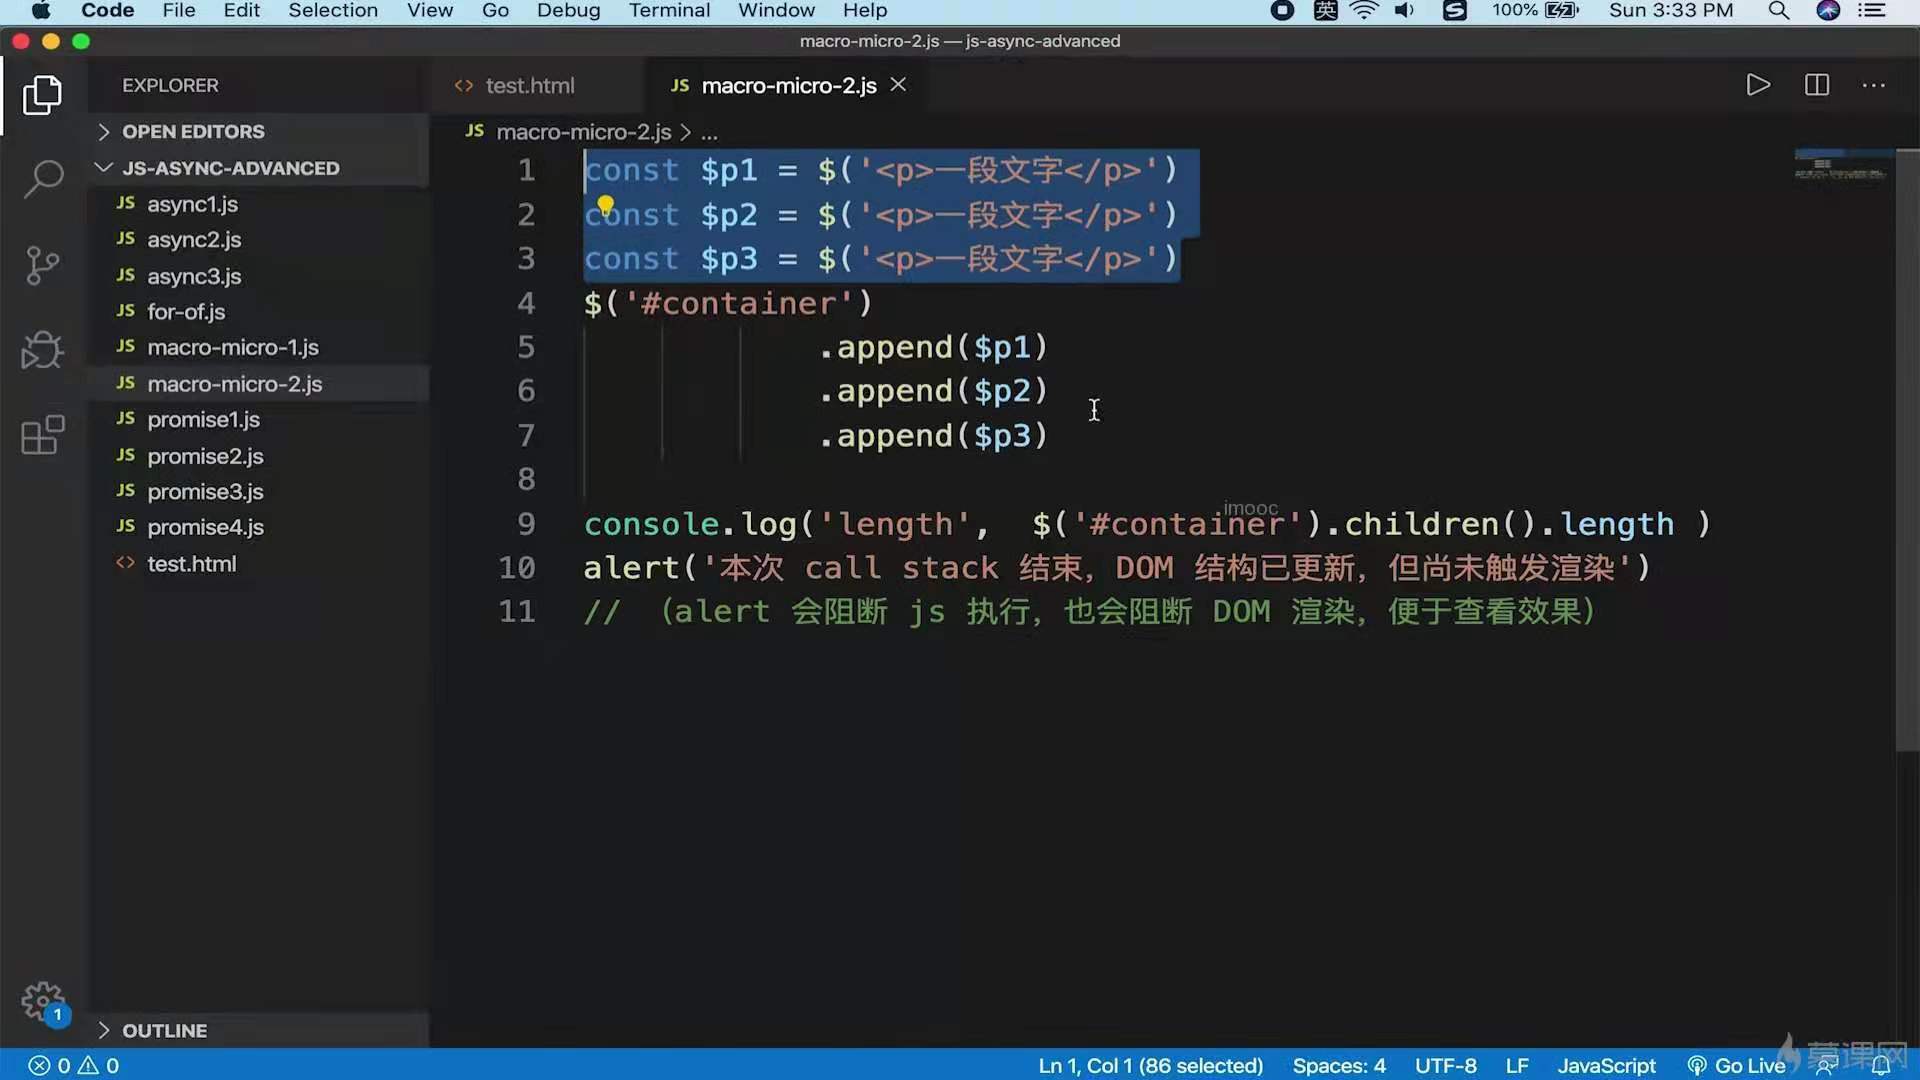 Code File Edit Selection View Go Debug Terminal Window Help 英 100% Sun 3:33 PM
macro-micro-2.js — js-async-advanced
EXPLORER
OPEN EDITORS
JS-ASYNC-ADVANCED
JS async1.js
JS async2.js
JS async3.js
JS for-of.js
JS macro-micro-1.js
JS macro-micro-2.js
JS promise1.js
JS promise2.js
JS promise3.js
JS promise4.js
<> test.html
OUTLINE
1
<> test.html JS macro-micro-2.js
JS macro-micro-2.js > ...
1 const $p1 = $('<p>一段文字</p>')
2 const $p2 = $('<p>一段文字</p>')
3 const $p3 = $('<p>一段文字</p>')
4 $('#container')
5 .append($p1)
6 .append($p2)
7 .append($p3)
8
9 console.log('length',  $('#container').children().length )
10 alert('本次 call stack 结束，DOM 结构已更新，但尚未触发渲染')
11 // （alert 会阻断 js 执行，也会阻断 DOM 渲染，便于查看效果）
imooc
0 0 Ln 1, Col 1 (86 selected) Spaces: 4 UTF-8 LF JavaScript Go Live
慕课网